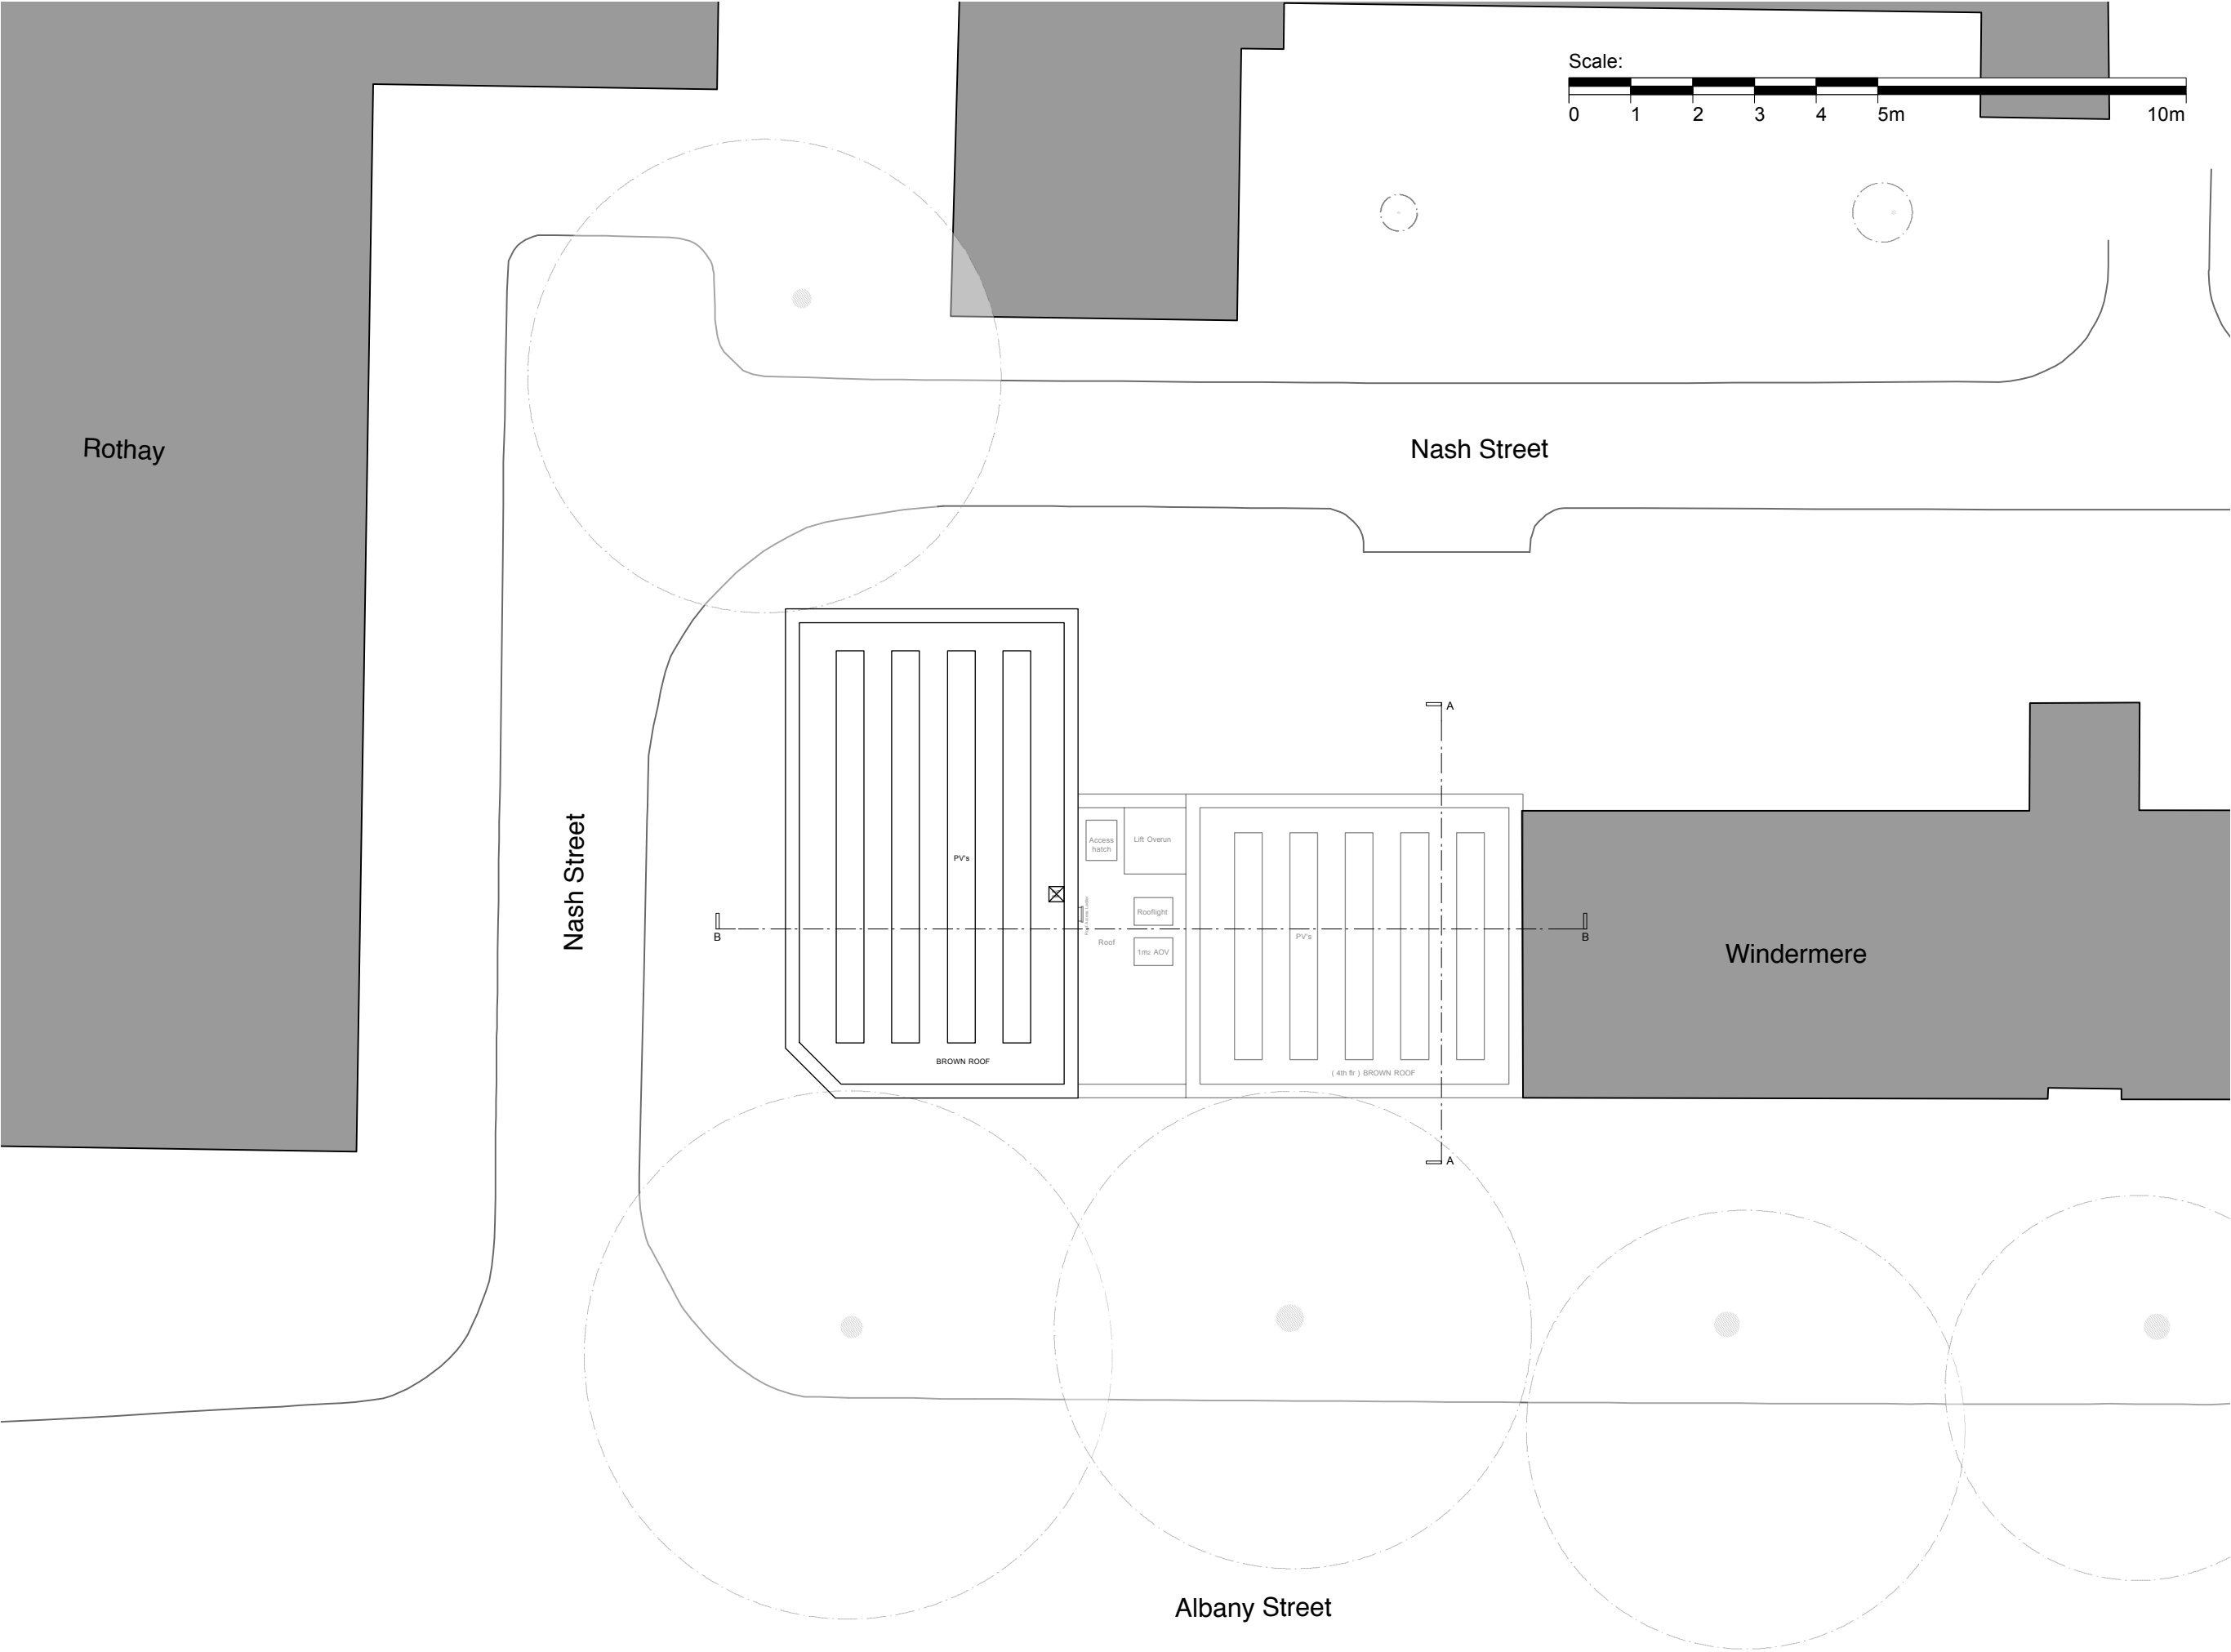 Scale:
0 1 2 3 4 5m 10m
Rothay
Nash Street
A
Access
hatch
Lift Overun
PV's
Nash Street
Rooflight
Roof
B
B
PV's
1m² AOV
Windermere
BROWN ROOF
( 4th flr ) BROWN ROOF
A
Albany Street